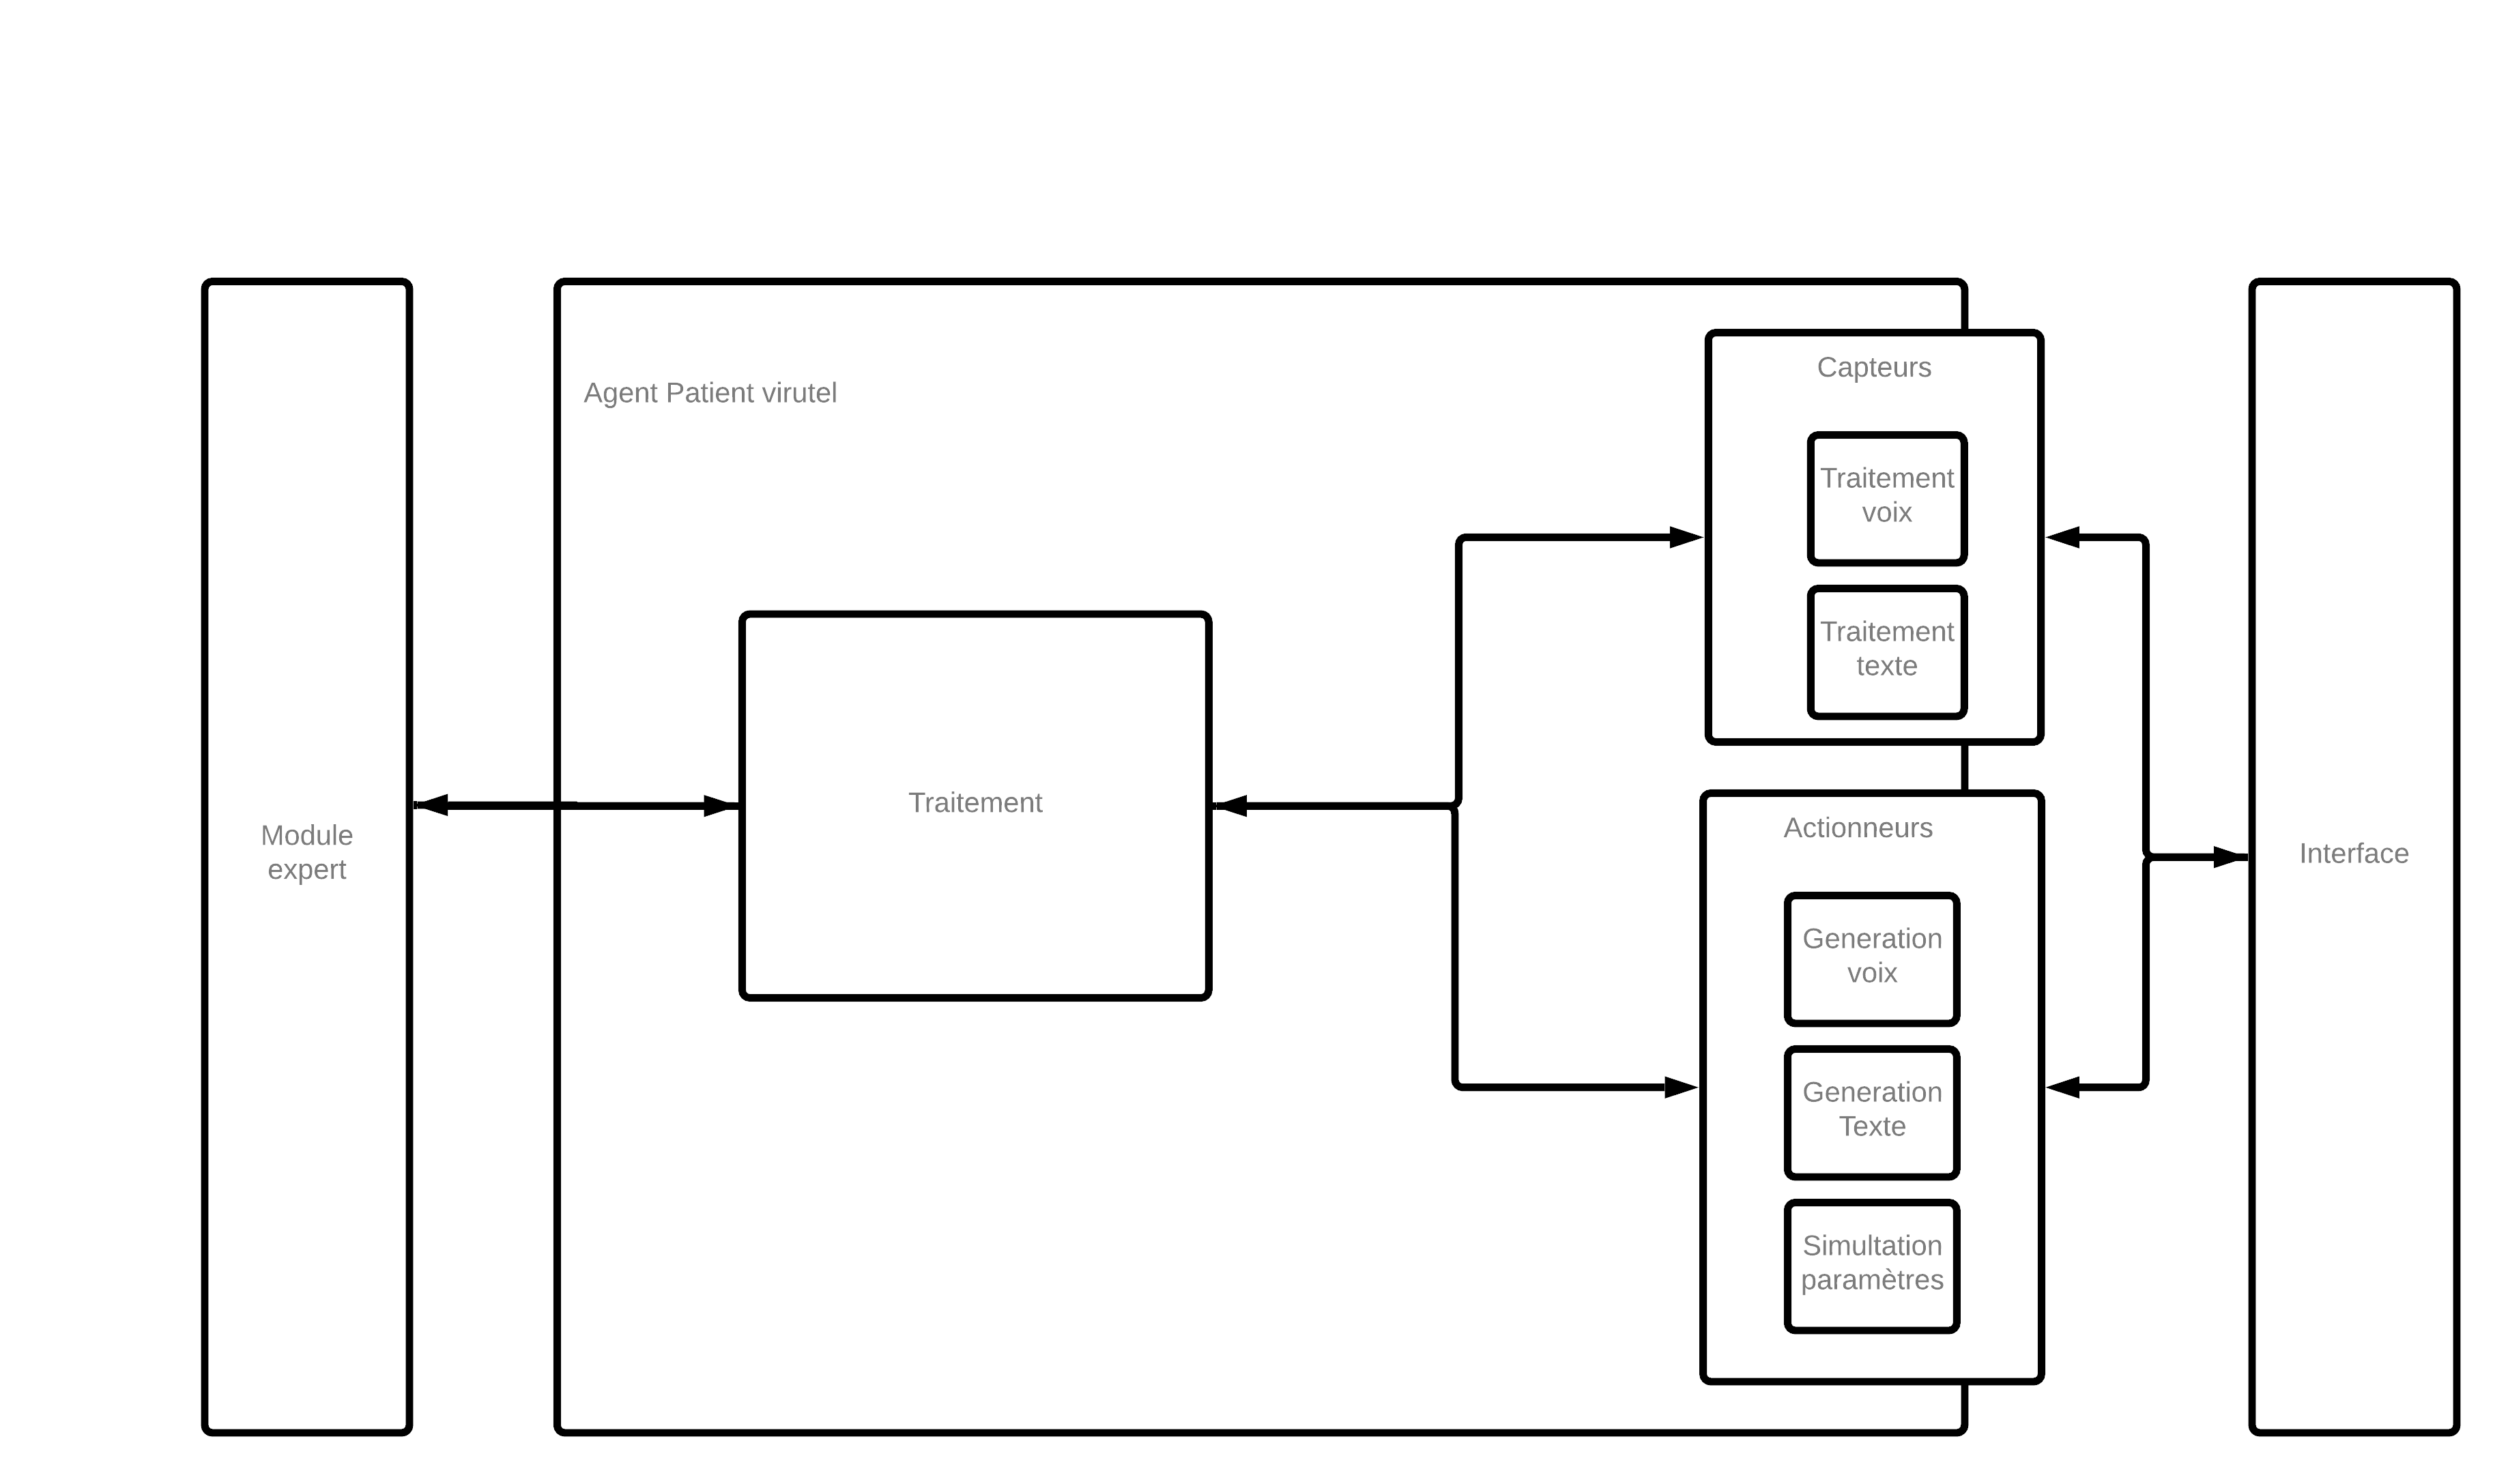 Agent Patient virutel
Capteurs
Traitement
voix
Traitement
texte
Module
expert
Traitement
Actionneurs
Generation
voix
Generation
Texte
Simultation
paramètres
Interface